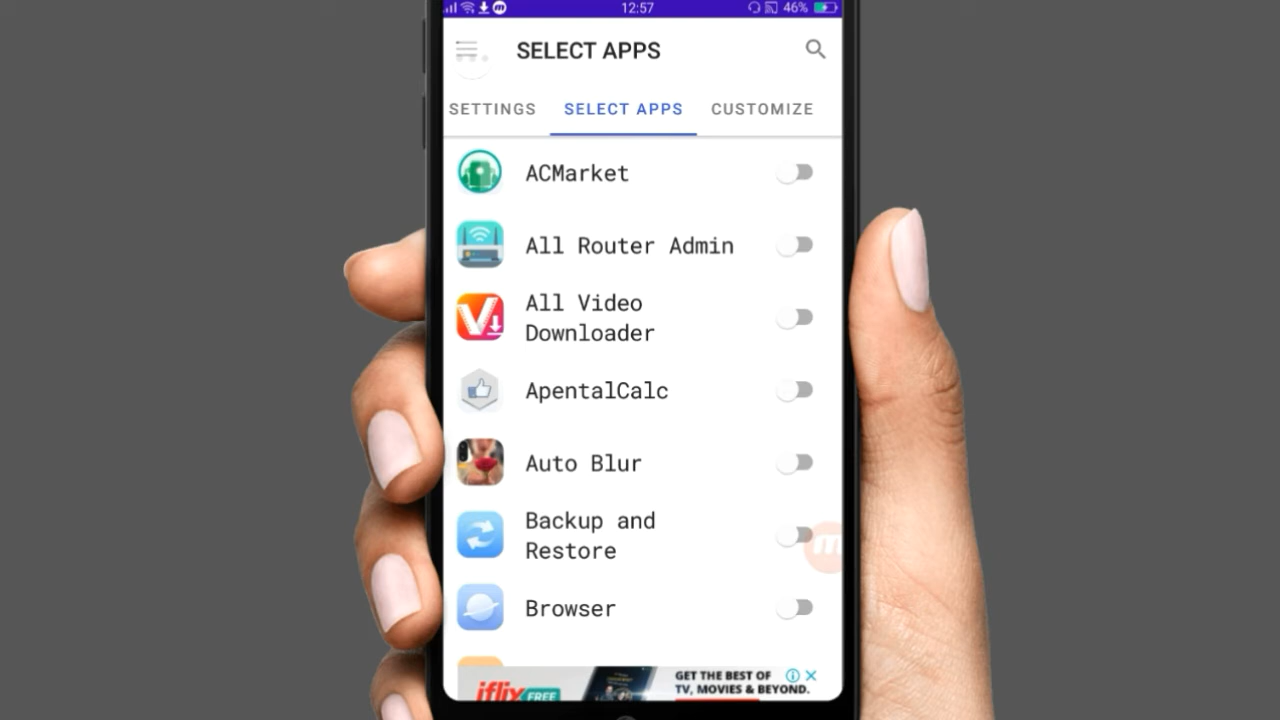 12:57
46%
SELECT APPS
SETTINGS
SELECT APPS
CUSTOMIZE
ACMarket
All Router Admin
All Video
Downloader
ApentalCalc
Auto Blur
Backup and
Restore
Browser
iflix FREE
GET THE BEST OF
TV, MOVIES & BEYOND.